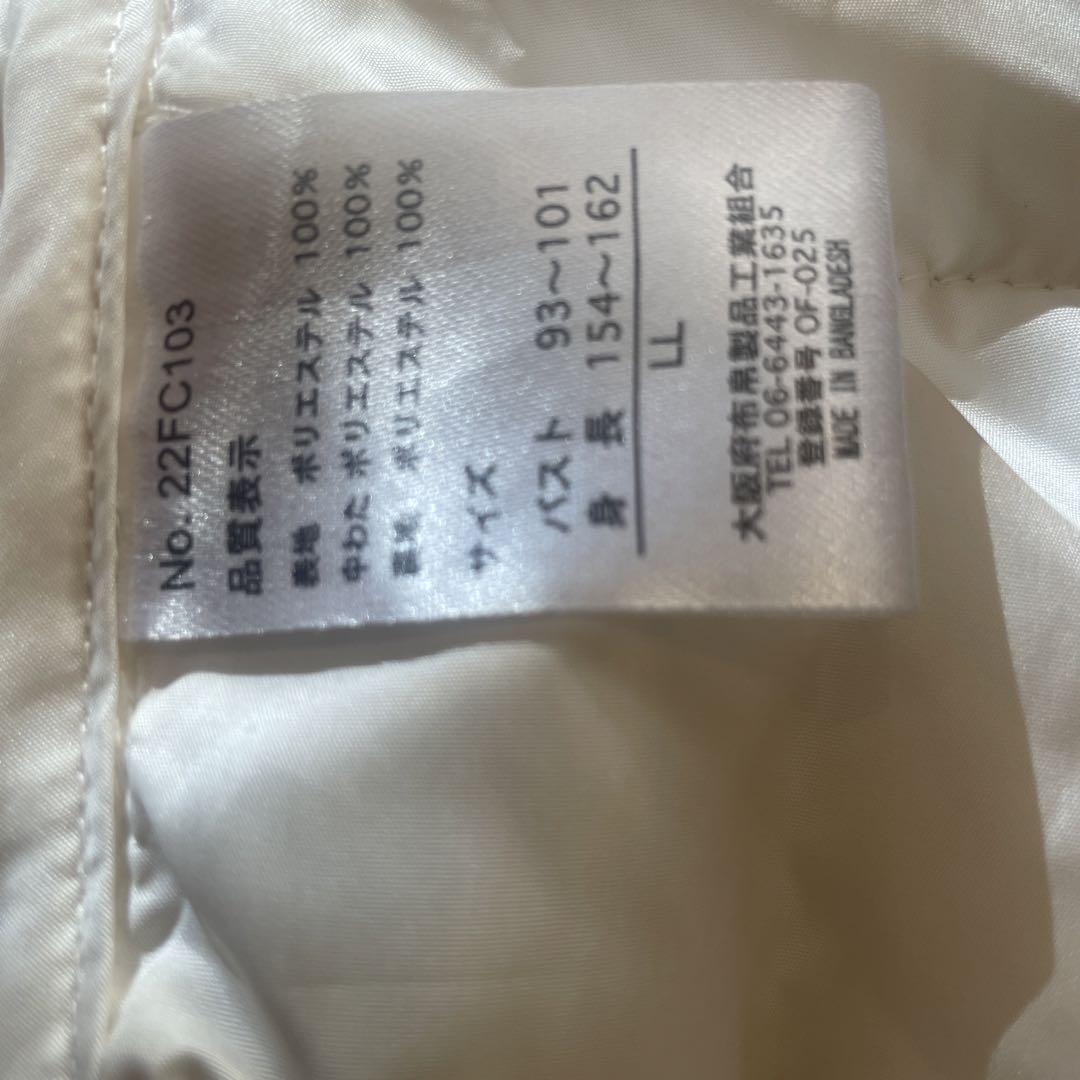 No. 22FC103
品質表示
表地 ポリエステル 100%
中わた ポリエステル 100%
裏地 ポリエステル 100%
サイズ
バスト 93～101
身 長 154～162
LL
大阪府布帛製品工業組合
TEL 06-6443-1635
登録番号 OF-025
MADE IN BANGLADESH